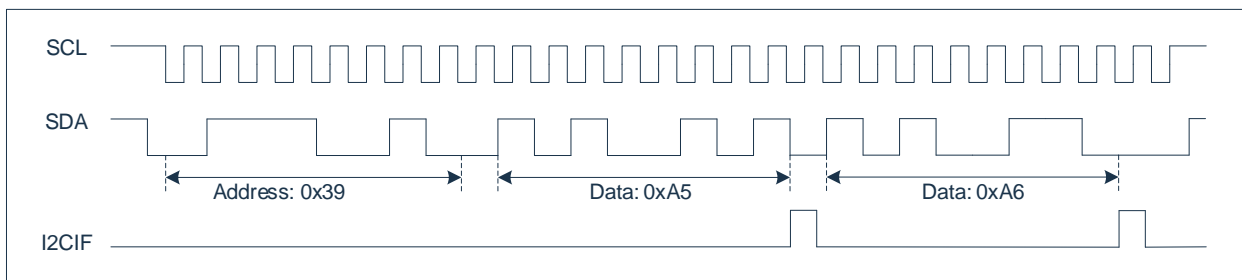 SCL
SDA
Address: 0x39
Data: 0xA5
Data: 0xA6
I2CIF